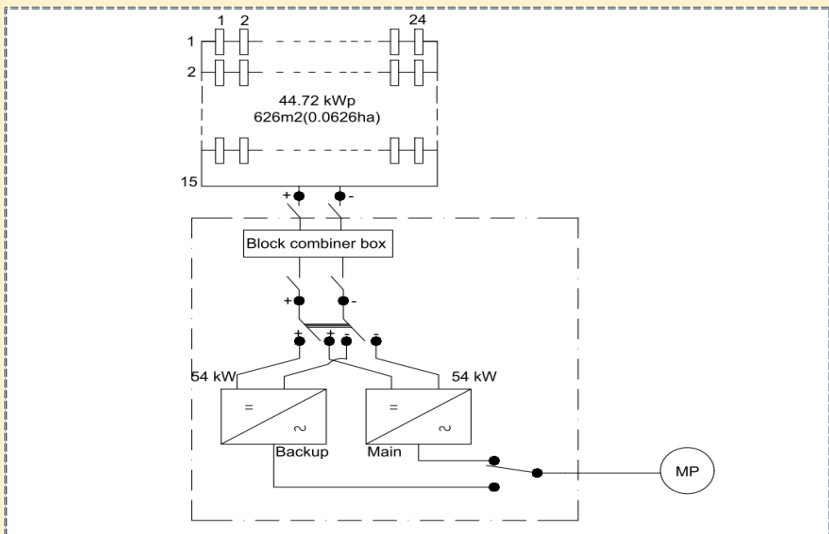 1 2 24
1
2
44.72 kWp
626m2(0.0626ha)
15
+ -
Block combiner box
+ -
+ + - -
54 kW 54 kW
= =
~ ~
Backup Main
MP